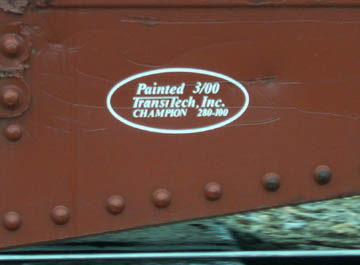 Painted 3/00
TransiTech, Inc.
CHAMPION 280-100